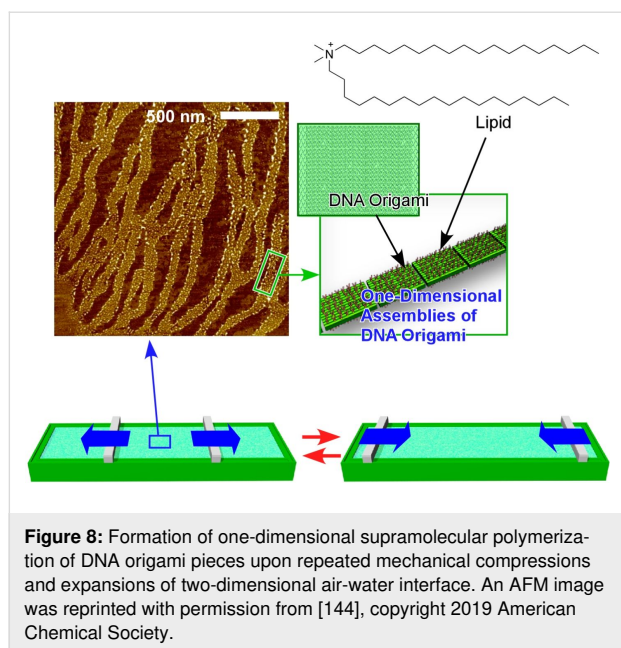 N
+
Lipid
500 nm
DNA Origami
One-Dimensional
Assemblies of
DNA Origami
Figure 8: Formation of one-dimensional supramolecular polymeriza-
tion of DNA origami pieces upon repeated mechanical compressions
and expansions of two-dimensional air-water interface. An AFM image
was reprinted with permission from [144], copyright 2019 American
Chemical Society.